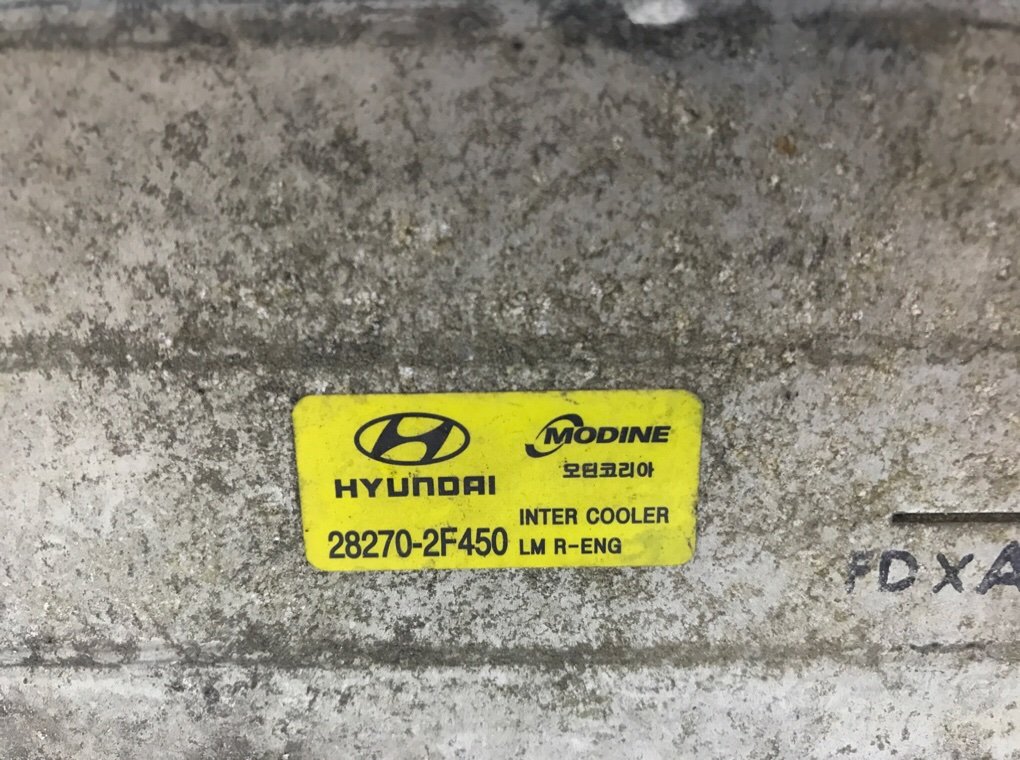 HYUNDAI
MODINE
모딘코리아
28270-2F450
INTER COOLER
LM R-ENG
FDXA